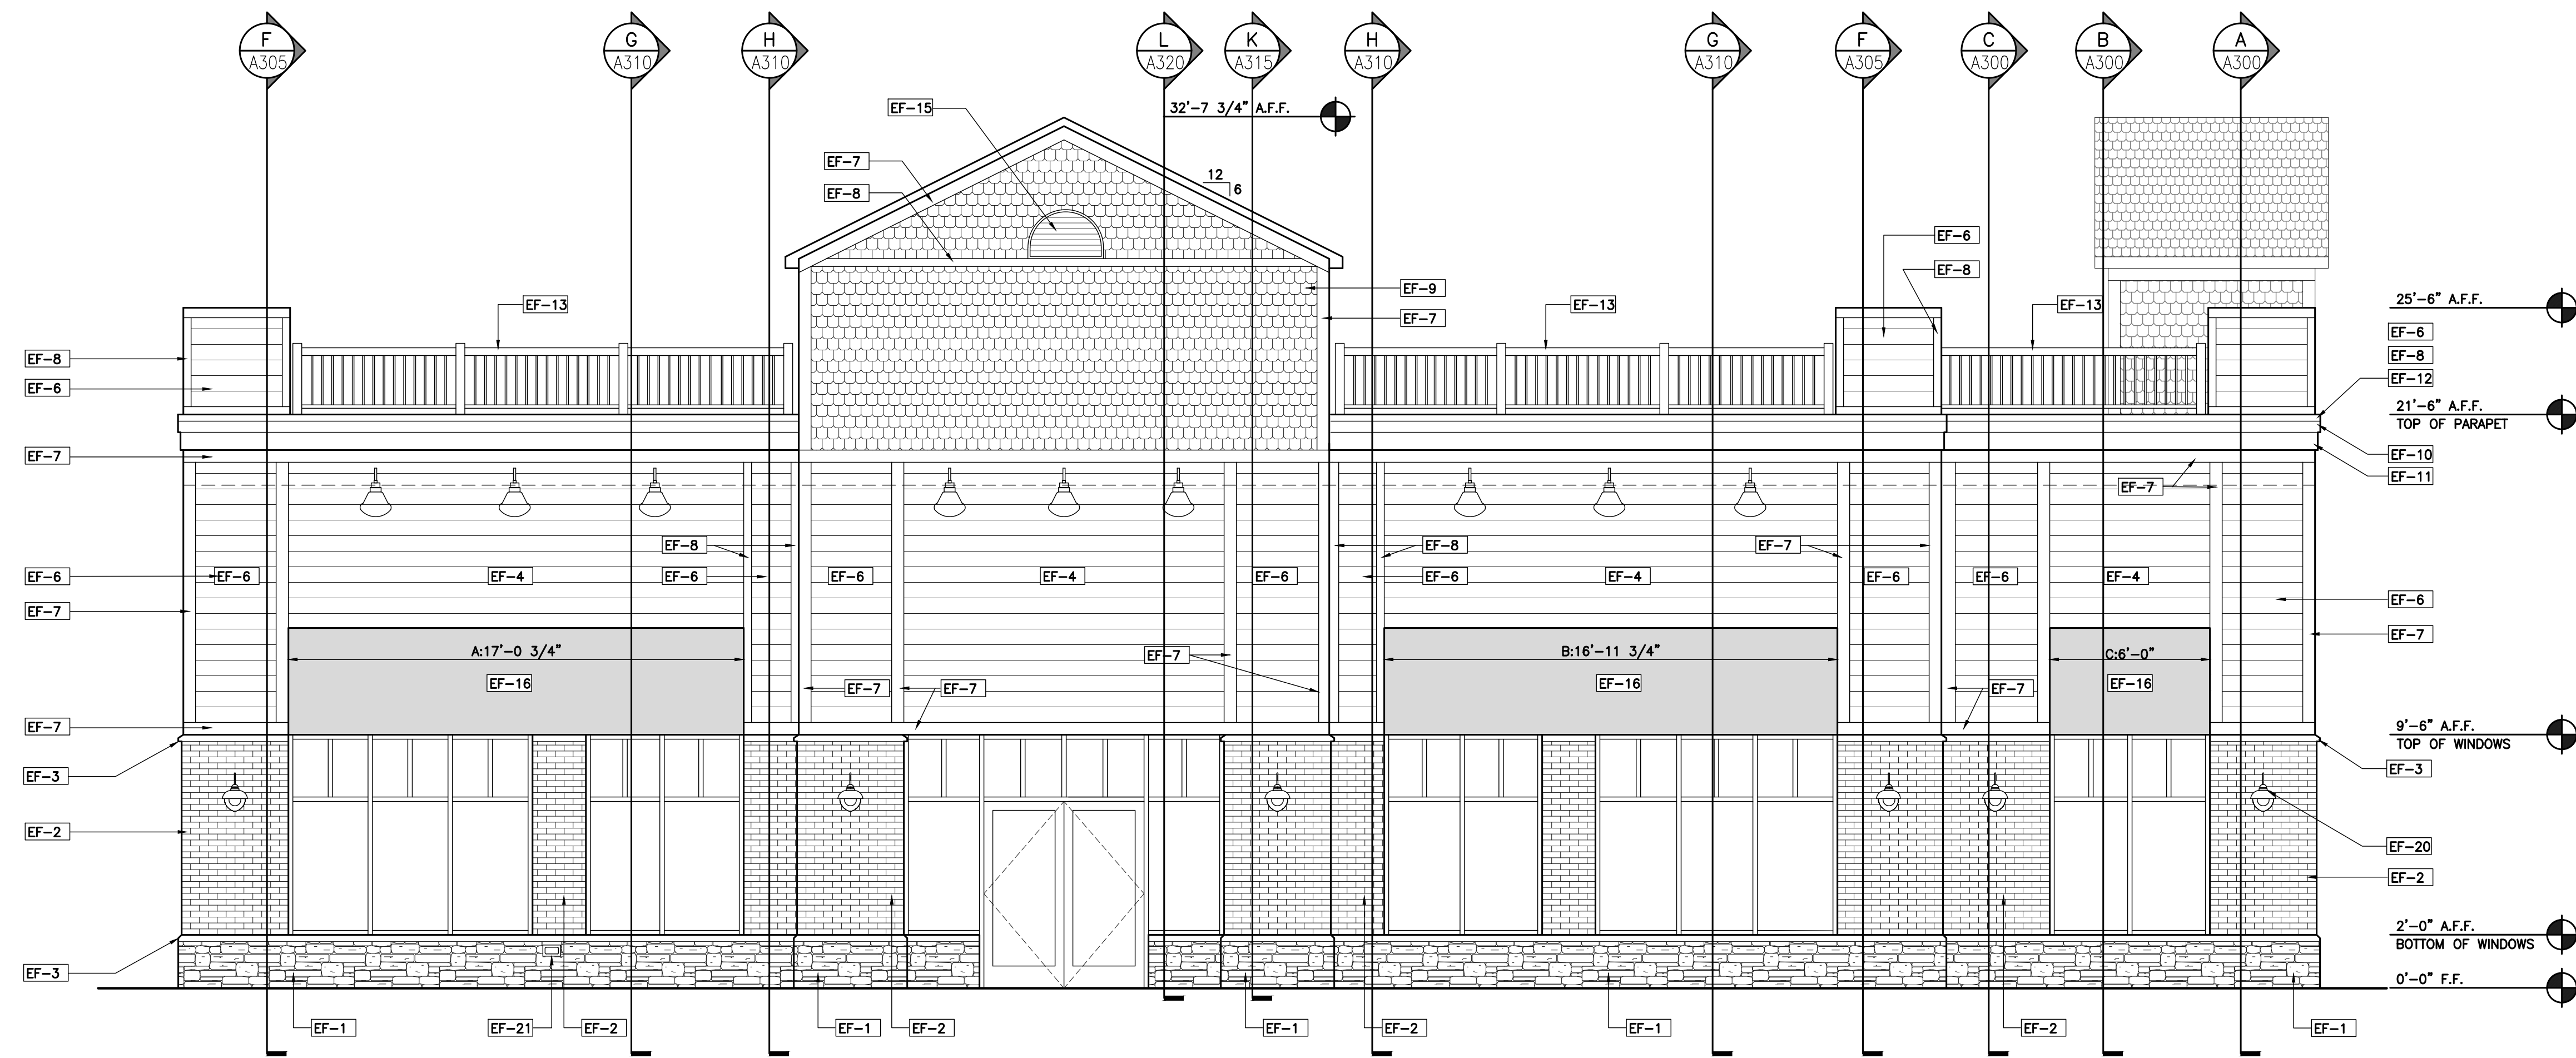 F
A305
G
A310
H
A310
L
A320
K
A315
H
A310
G
A310
F
A305
C
A300
B
A300
A
A300
EF-15
32'-7 3/4" A.F.F.
EF-7
12
6
EF-8
EF-6
EF-8
EF-9
EF-13
EF-13
EF-13
25'-6" A.F.F.
EF-7
EF-6
EF-8
EF-8
EF-12
EF-6
21'-6" A.F.F.
TOP OF PARAPET
EF-7
EF-10
EF-11
EF-7
EF-8
EF-8
EF-7
EF-6
EF-6
EF-4
EF-6
EF-6
EF-4
EF-6
EF-6
EF-4
EF-6
EF-6
EF-4
EF-6
EF-7
EF-7
A:17'-0 3/4"
EF-7
B:16'-11 3/4"
C:6'-0"
EF-16
EF-7
EF-7
EF-16
EF-7
EF-16
EF-7
9'-6" A.F.F.
TOP OF WINDOWS
EF-3
EF-3
EF-2
EF-20
EF-2
2'-0" A.F.F.
BOTTOM OF WINDOWS
EF-3
0'-0" F.F.
EF-1
EF-21
EF-2
EF-1
EF-2
EF-1
EF-2
EF-1
EF-2
EF-1